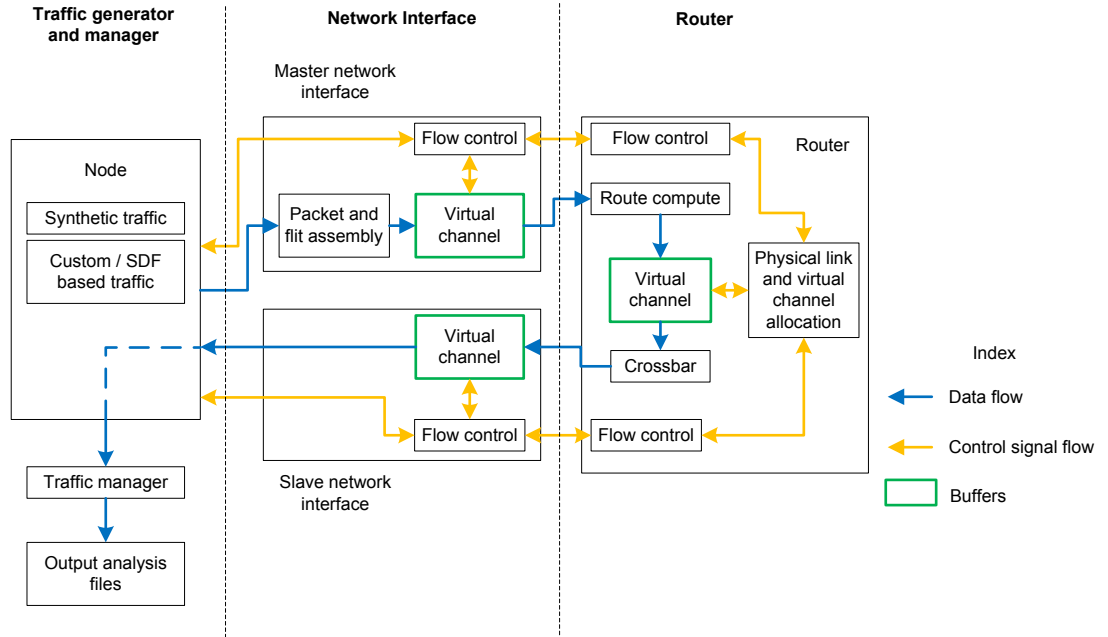 Traffic generator
and manager
Network Interface
Router
Master network
interface
Node
Synthetic traffic
Custom / SDF
based traffic
Flow control
Packet and
flit assembly
Virtual
channel
Flow control
Router
Route compute
Virtual
channel
Physical link
and virtual
channel
allocation
Crossbar
Flow control
Virtual
channel
Flow control
Slave network
interface
Traffic manager
Output analysis
files
Index
Data flow
Control signal flow
Buffers